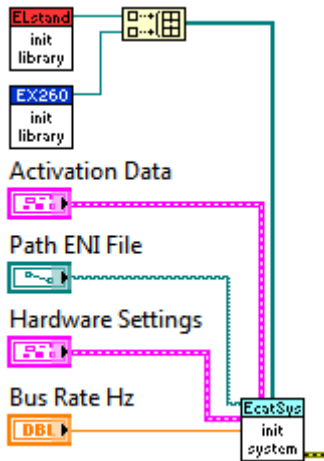 ELstand
init
library
EX260
init
library
Activation Data
Path ENI File
Hardware Settings
Bus Rate Hz
DBL
EcatSys
init
system